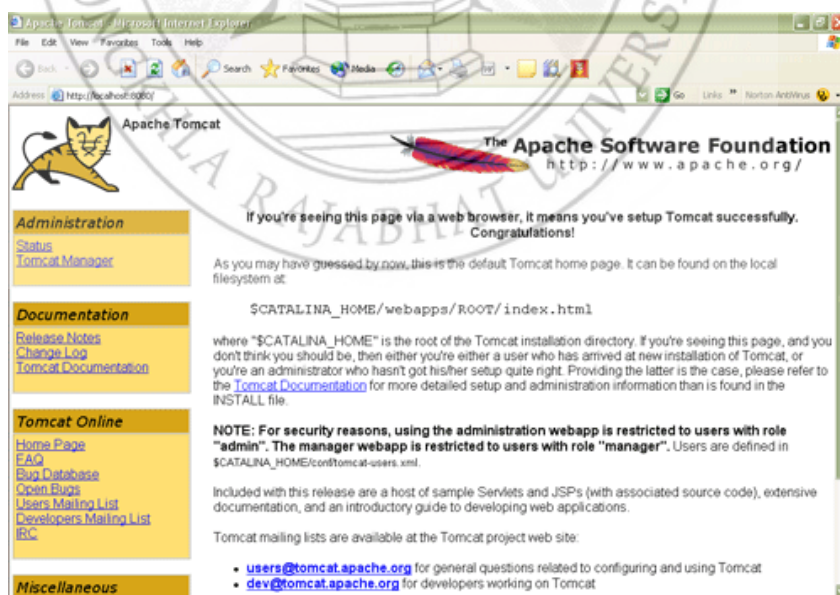 Apache Tomcat - Microsoft Internet Explorer
File Edit View Favorites Tools Help
Back Search Favorites Media
Address http://localhost:8080/ Go Links » Norton AntiVirus
Apache Tomcat
The Apache Software Foundation
http://www.apache.org/
Administration
Status
Tomcat Manager
Documentation
Release Notes
Change Log
Tomcat Documentation
Tomcat Online
Home Page
FAQ
Bug Database
Open Bugs
Users Mailing List
Developers Mailing List
IRC
Miscellaneous
If you're seeing this page via a web browser, it means you've setup Tomcat successfully.
Congratulations!
As you may have guessed by now, this is the default Tomcat home page. It can be found on the local
filesystem at:
$CATALINA_HOME/webapps/ROOT/index.html
where "$CATALINA_HOME" is the root of the Tomcat installation directory. If you're seeing this page, and you
don't think you should be, then either you're either a user who has arrived at new installation of Tomcat, or
you're an administrator who hasn't got his/her setup quite right. Providing the latter is the case, please refer to
the Tomcat Documentation for more detailed setup and administration information than is found in the
INSTALL file.
NOTE: For security reasons, using the administration webapp is restricted to users with role
"admin". The manager webapp is restricted to users with role "manager". Users are defined in
$CATALINA_HOME/conf/tomcat-users.xml.
Included with this release are a host of sample Servlets and JSPs (with associated source code), extensive
documentation, and an introductory guide to developing web applications.
Tomcat mailing lists are available at the Tomcat project web site:
• users@tomcat.apache.org for general questions related to configuring and using Tomcat
• dev@tomcat.apache.org for developers working on Tomcat
RAJABHAT